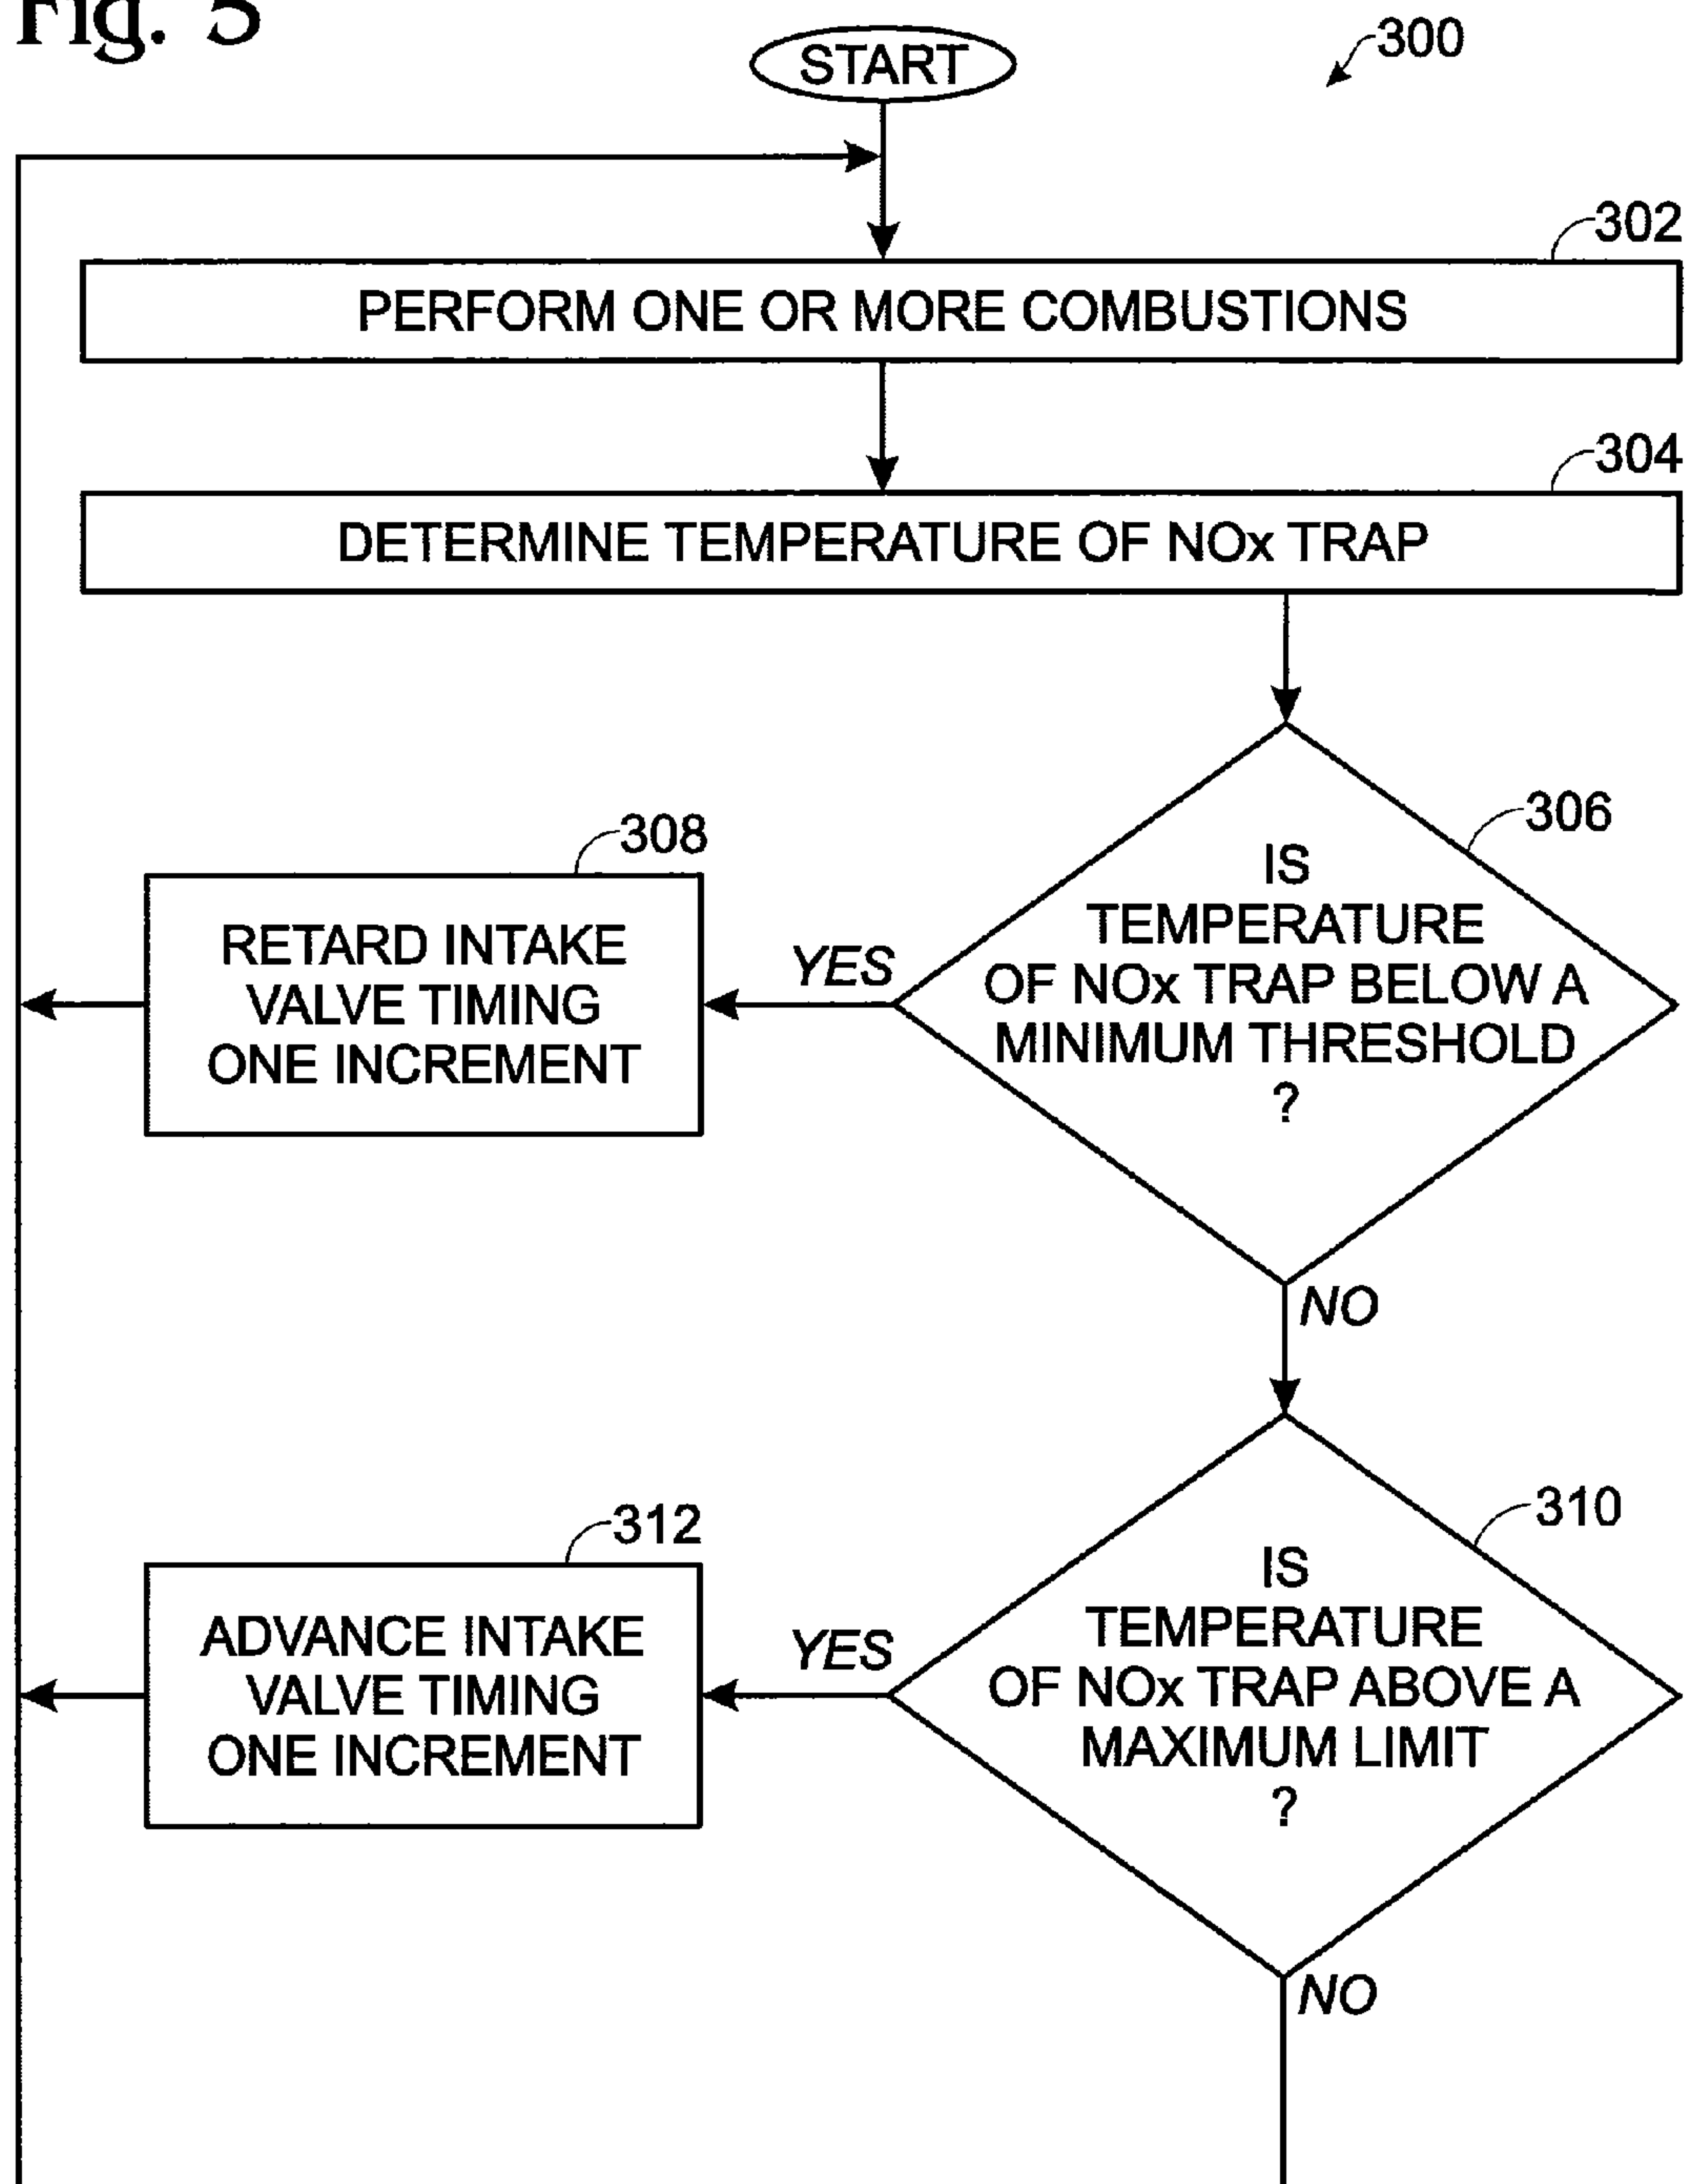 Fig. 5
300
START
302
PERFORM ONE OR MORE COMBUSTIONS
304
DETERMINE TEMPERATURE OF NOx TRAP
306
IS
TEMPERATURE
OF NOx TRAP BELOW A
MINIMUM THRESHOLD
?
YES
308
RETARD INTAKE
VALVE TIMING
ONE INCREMENT
NO
310
IS
TEMPERATURE
OF NOx TRAP ABOVE A
MAXIMUM LIMIT
?
YES
312
ADVANCE INTAKE
VALVE TIMING
ONE INCREMENT
NO